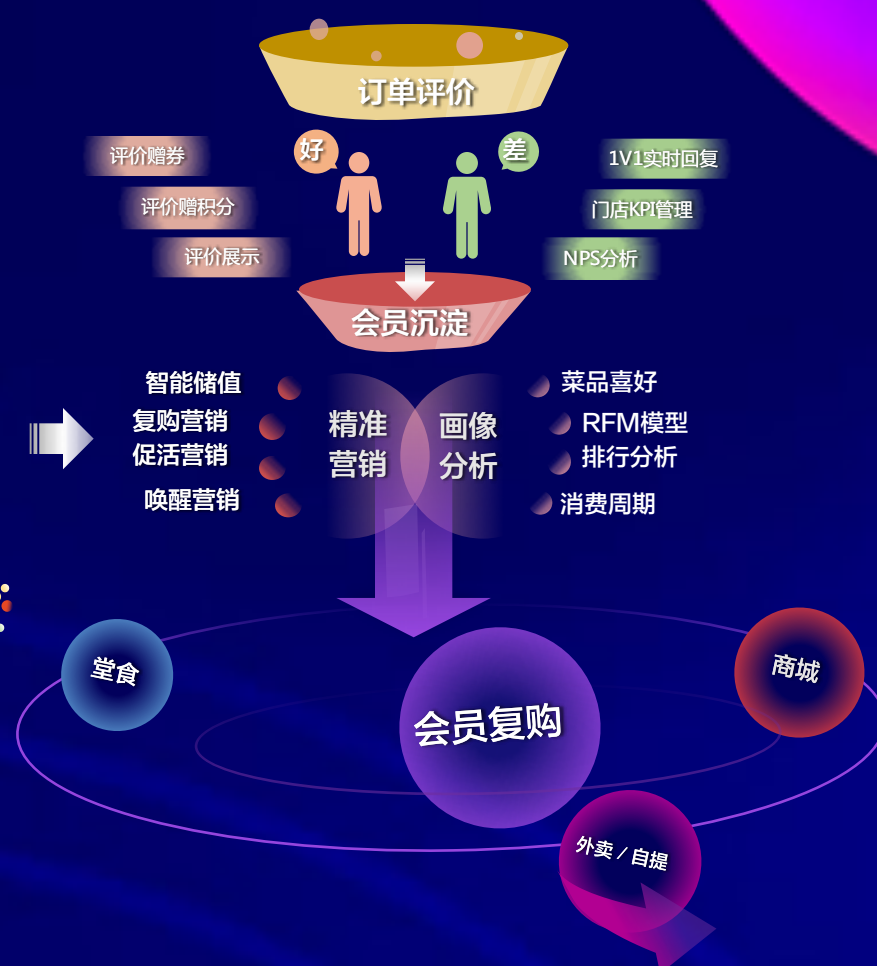 订单评价
好
差
评价赠券
评价赠积分
评价展示
1V1实时回复
门店KPI管理
NPS分析
会员沉淀
智能储值
复购营销
促活营销
唤醒营销
精准
营销
画像
分析
菜品喜好
RFM模型
排行分析
消费周期
堂食
会员复购
商城
外卖 / 自提